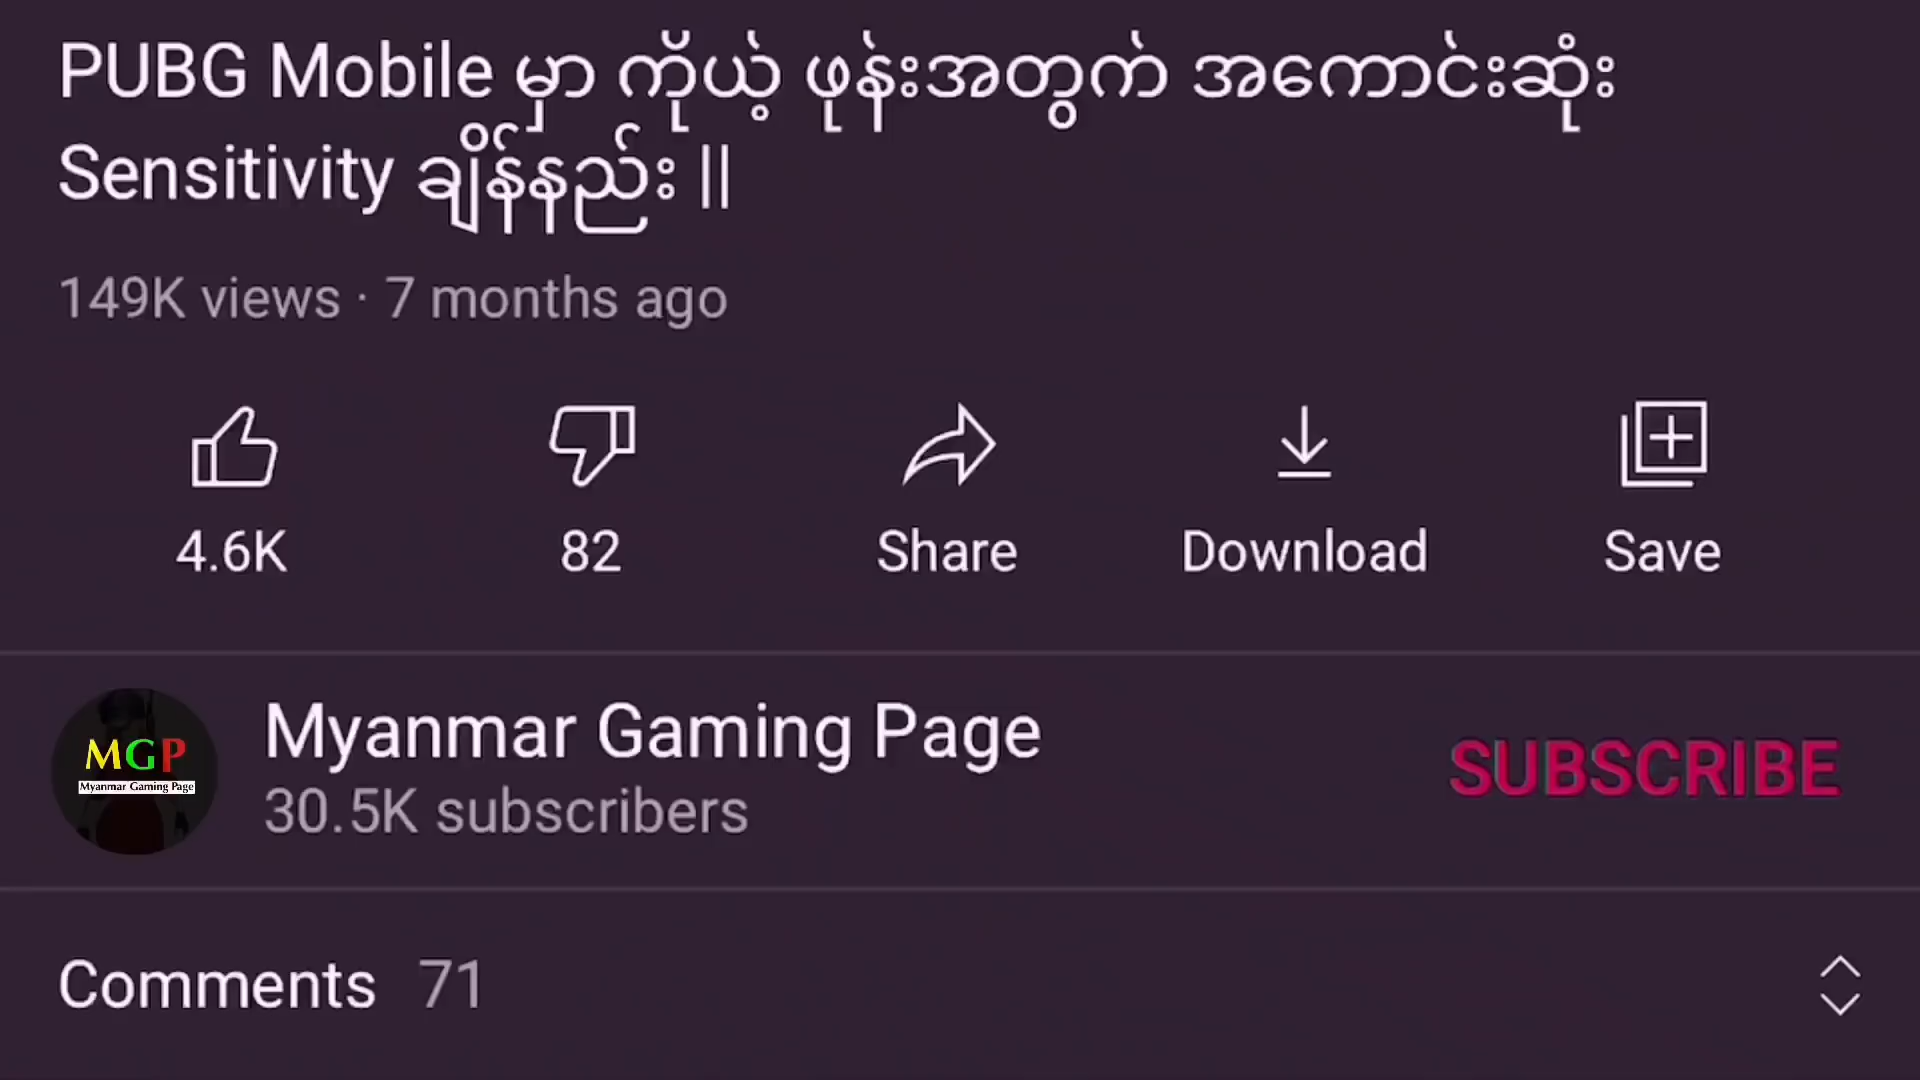 PUBG Mobile မှာ ကိုယ့် ဖုန်းအတွက် အကောင်းဆုံး
Sensitivity ချိန်နည်း ||
149K views · 7 months ago
4.6K
82
Share
Download
Save
MGP
Myanmar Gaming Page
Myanmar Gaming Page
30.5K subscribers
SUBSCRIBE
Comments 71